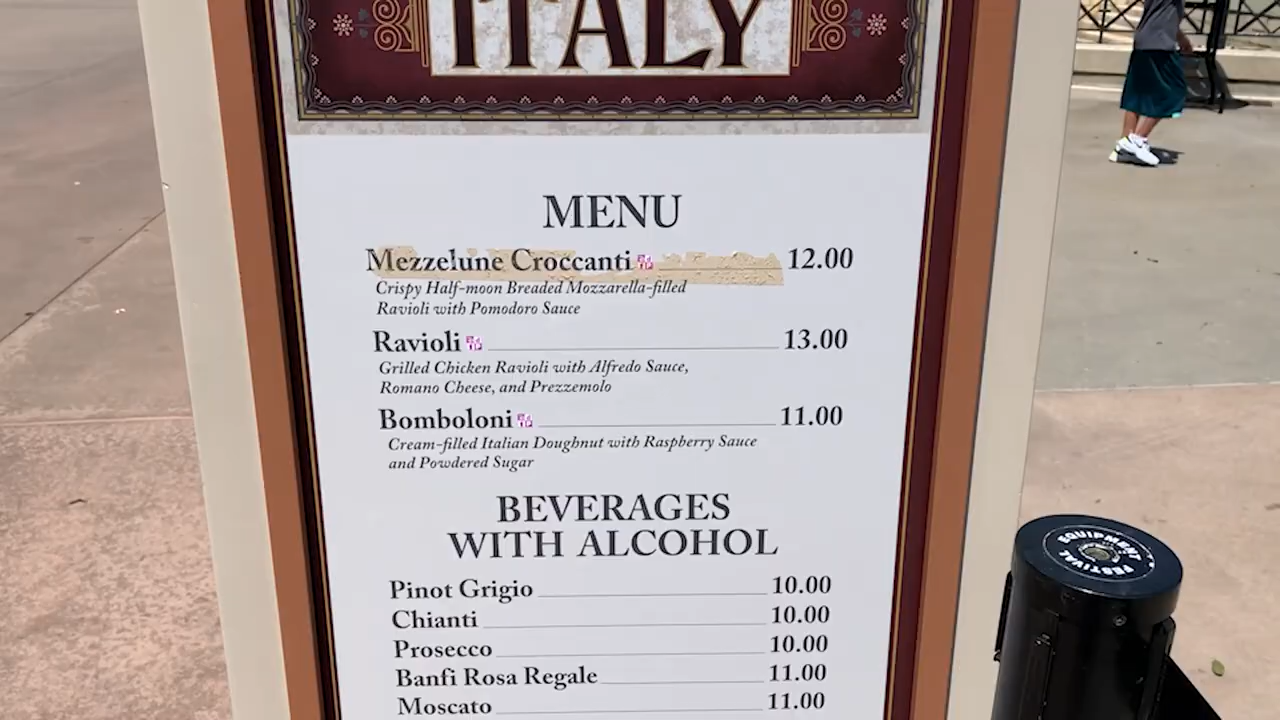 ITALY
MENU
Mezzelune Croccanti 12.00
Crispy Half-moon Breaded Mozzarella-filled
Ravioli with Pomodoro Sauce
Ravioli 13.00
Grilled Chicken Ravioli with Alfredo Sauce,
Romano Cheese, and Prezzemolo
Bomboloni 11.00
Cream-filled Italian Doughnut with Raspberry Sauce
and Powdered Sugar
BEVERAGES
WITH ALCOHOL
Pinot Grigio 10.00
Chianti 10.00
Prosecco 10.00
Banfi Rosa Regale 11.00
Moscato 11.00
EQUIPMENT
FESTIVAL